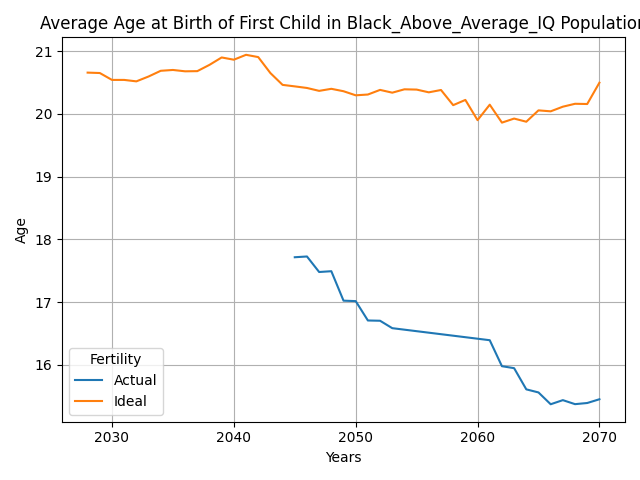 Average Age at Birth of First Child in Black_Above_Average_IQ Population
21
20
19
18
17
16
Age
Fertility
Actual
Ideal
2030 2040 2050 2060 2070
Years